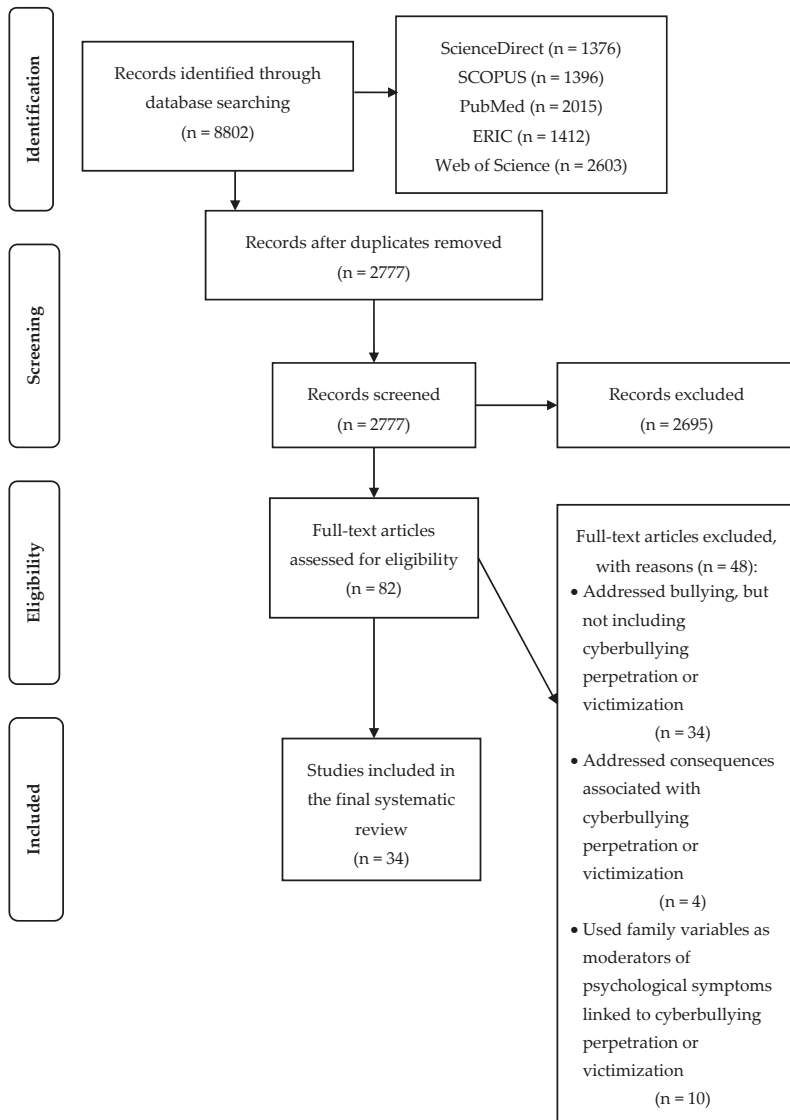 Identification
Records identified through
database searching
(n = 8802)
ScienceDirect (n = 1376)
SCOPUS (n = 1396)
PubMed (n = 2015)
ERIC (n = 1412)
Web of Science (n = 2603)
Records after duplicates removed
(n = 2777)
Screening
Records screened
(n = 2777)
Records excluded
(n = 2695)
Eligibility
Full-text articles
assessed for eligibility
(n = 82)
Full-text articles excluded,
with reasons (n = 48):
• Addressed bullying, but
not including
cyberbullying
perpetration or
victimization
(n = 34)
• Addressed consequences
associated with
cyberbullying
perpetration or
victimization
(n = 4)
• Used family variables as
moderators of
psychological symptoms
linked to cyberbullying
perpetration or
victimization
(n = 10)
Included
Studies included in
the final systematic
review
(n = 34)